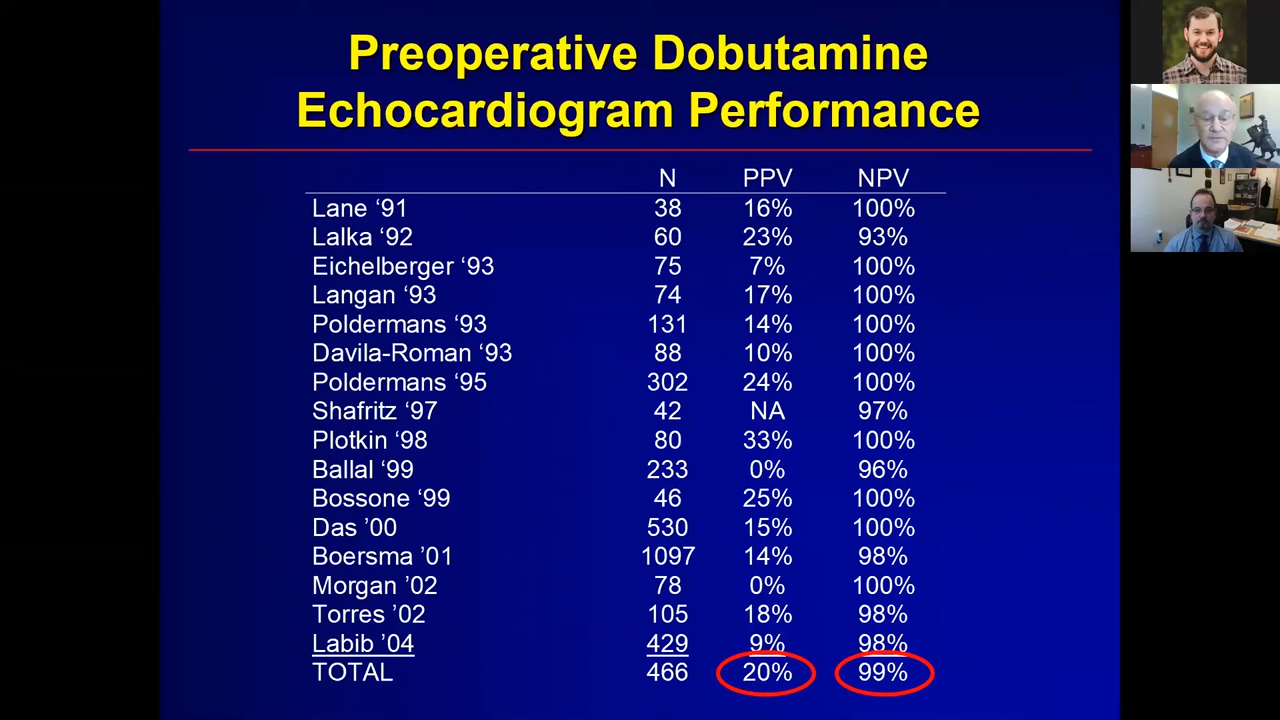 Preoperative Dobutamine
Echocardiogram Performance
N PPV NPV
Lane ‘91 38 16% 100%
Lalka ‘92 60 23% 93%
Eichelberger ‘93 75 7% 100%
Langan ‘93 74 17% 100%
Poldermans ‘93 131 14% 100%
Davila-Roman ‘93 88 10% 100%
Poldermans ‘95 302 24% 100%
Shafritz ‘97 42 NA 97%
Plotkin ‘98 80 33% 100%
Ballal ‘99 233 0% 96%
Bossone ‘99 46 25% 100%
Das ‘00 530 15% 100%
Boersma ’01 1097 14% 98%
Morgan ’02 78 0% 100%
Torres ’02 105 18% 98%
Labib ’04 429 9% 98%
TOTAL 466 20% 99%